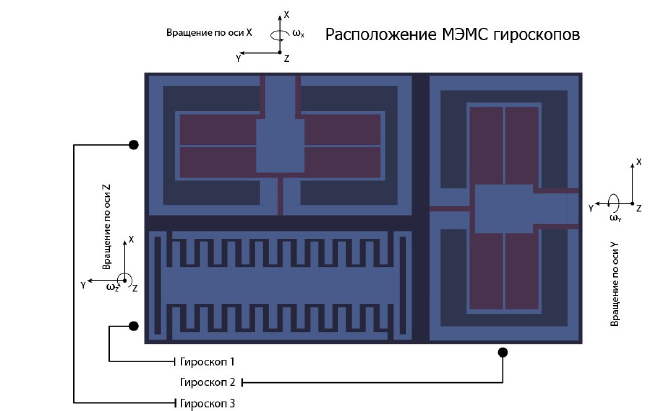 X
Вращение по оси X
ωx
Расположение МЭМС гироскопов
Y
Z
X
Y
Z
ωY
Вращение по оси Y
Вращение по оси Z
X
Y
ωZ
Z
Гироскоп 1
Гироскоп 2
Гироскоп 3